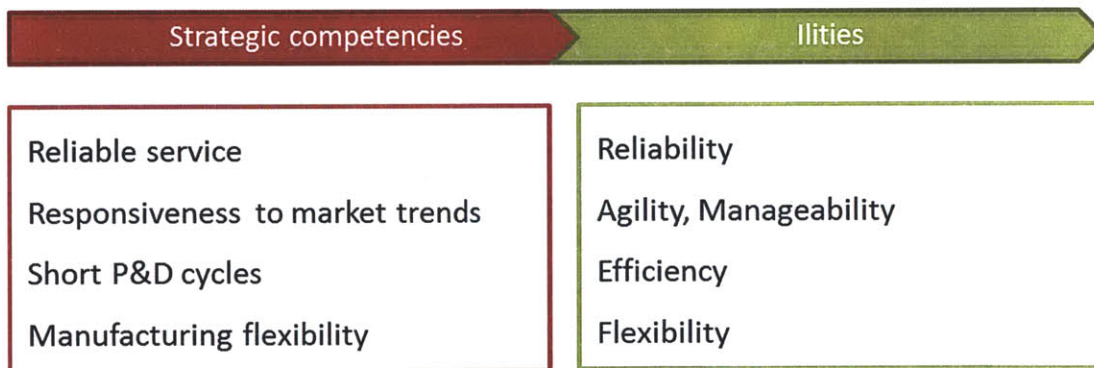 Strategic competencies
Ilities
Reliable service
Responsiveness to market trends
Short P&D cycles
Manufacturing flexibility
Reliability
Agility, Manageability
Efficiency
Flexibility